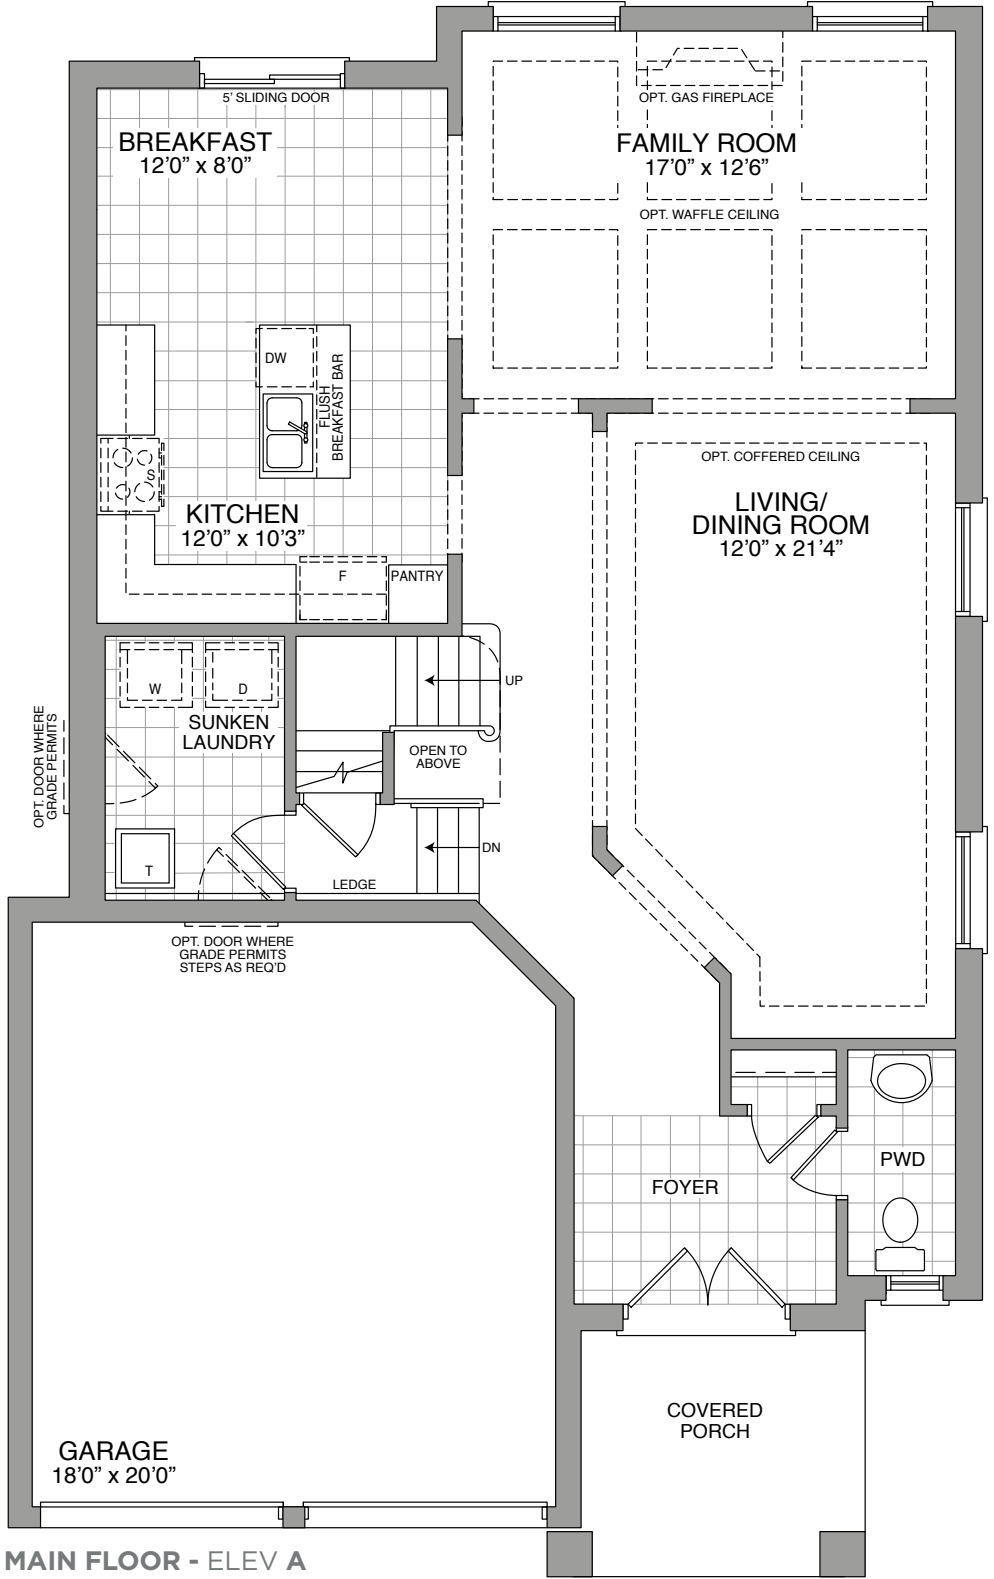 5' SLIDING DOOR
BREAKFAST
12'0" x 8'0"
OPT. GAS FIREPLACE
FAMILY ROOM
17'0" x 12'6"
OPT. WAFFLE CEILING
DW
FLUSH
BREAKFAST BAR
S
KITCHEN
12'0" x 10'3"
F
PANTRY
OPT. COFFERED CEILING
LIVING/
DINING ROOM
12'0" x 21'4"
W
D
SUNKEN
LAUNDRY
UP
OPEN TO
ABOVE
OPT. DOOR WHERE
GRADE PERMITS
T
DN
LEDGE
OPT. DOOR WHERE
GRADE PERMITS
STEPS AS REQ'D
PWD
FOYER
COVERED
PORCH
GARAGE
18'0" x 20'0"
MAIN FLOOR - ELEV A